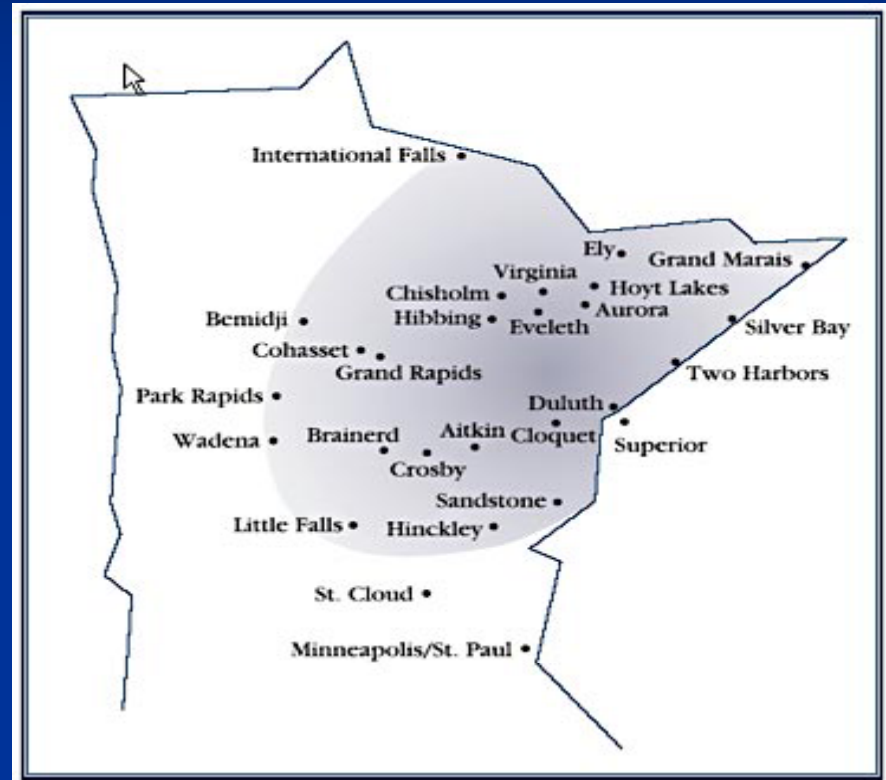 International Falls
Ely
Grand Marais
Virginia
Chisholm
Hoyt Lakes
Aurora
Bemidji
Hibbing
Eveleth
Silver Bay
Cohasset
Grand Rapids
Two Harbors
Park Rapids
Duluth
Wadena
Brainerd
Aitkin
Cloquet
Superior
Crosby
Sandstone
Little Falls
Hinckley
St. Cloud
Minneapolis/St. Paul